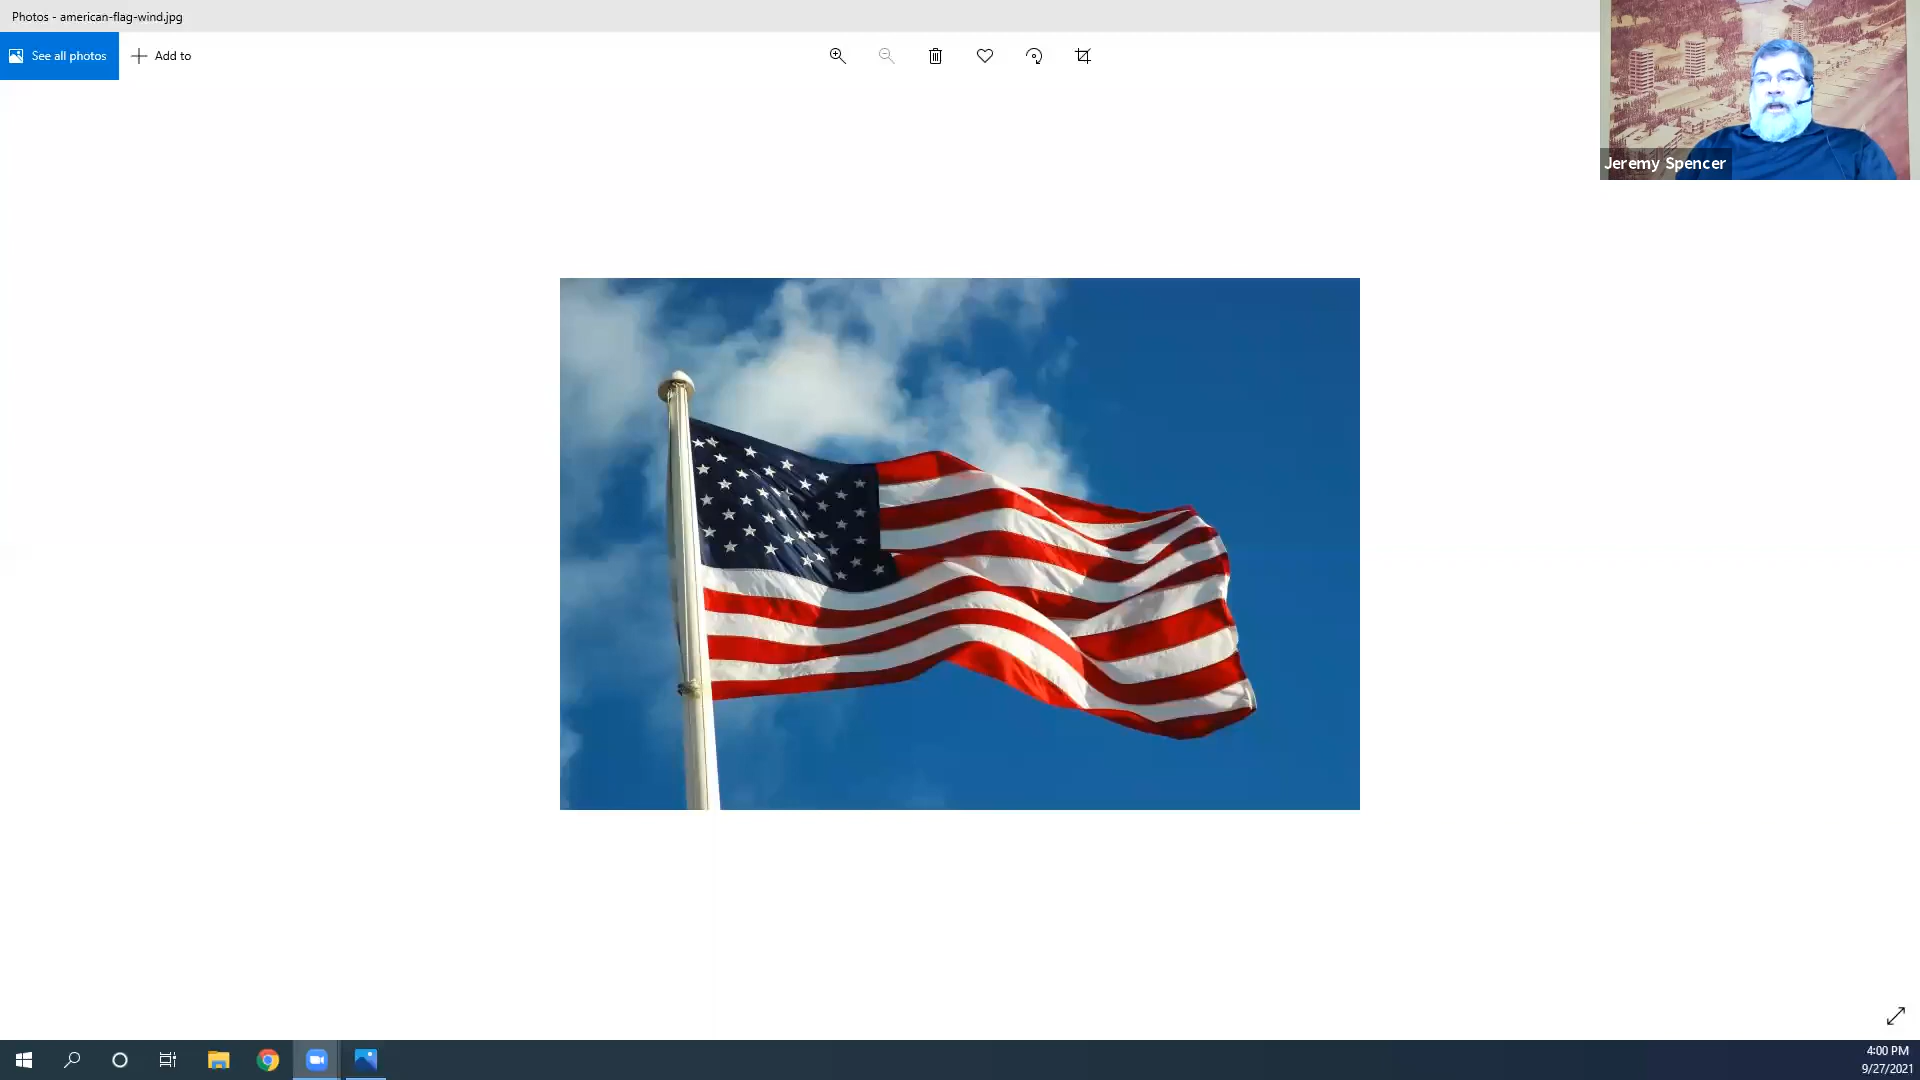 Photos - american-flag-wind.jpg
See all photos
Add to
Jeremy Spencer
4:00 PM
9/27/2021